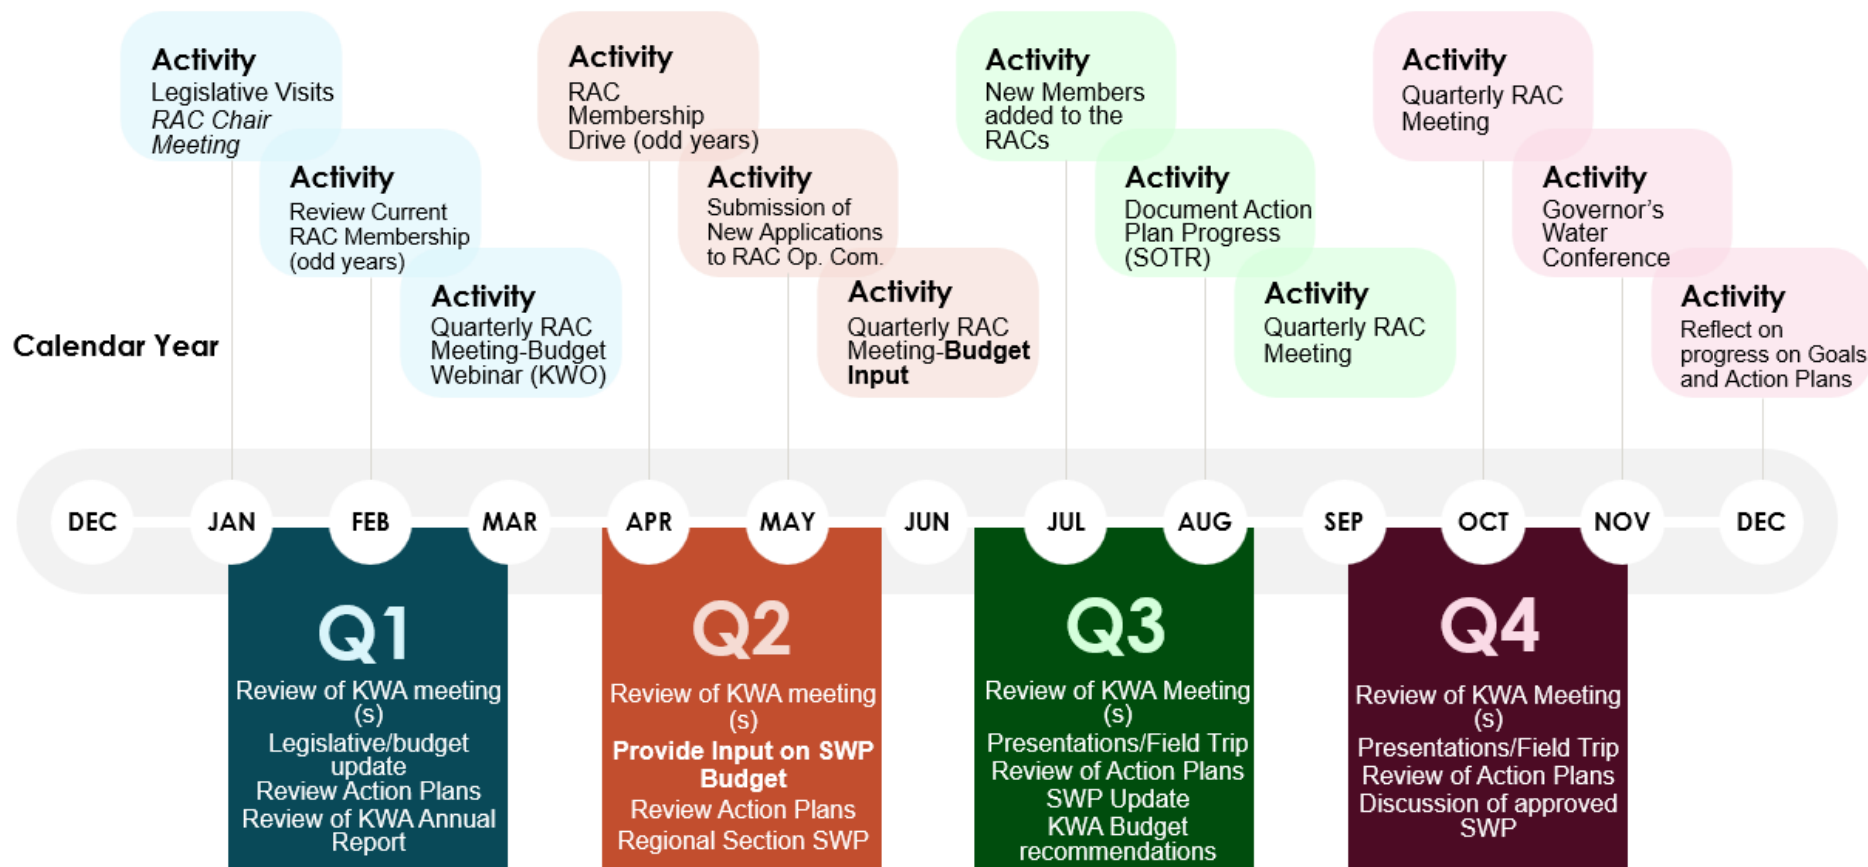 Activity
Legislative Visits
RAC Chair
Meeting
Activity
Review Current
RAC Membership
(odd years)
Activity
Quarterly RAC
Meeting-Budget
Webinar (KWO)
Activity
RAC
Membership
Drive (odd years)
Activity
Submission of
New Applications
to RAC Op. Com.
Activity
Quarterly RAC
Meeting-Budget
Input
Activity
New Members
added to the
RACs
Activity
Document Action
Plan Progress
(SOTR)
Activity
Quarterly RAC
Meeting
Activity
Quarterly RAC
Meeting
Activity
Governor’s
Water
Conference
Activity
Reflect on
progress on Goals
and Action Plans
Calendar Year
DEC
JAN
FEB
MAR
APR
MAY
JUN
JUL
AUG
SEP
OCT
NOV
DEC
Q1
Review of KWA meeting
(s)
Legislative/budget
update
Review Action Plans
Review of KWA Annual
Report
Q2
Review of KWA meeting
(s)
Provide Input on SWP
Budget
Review Action Plans
Regional Section SWP
Q3
Review of KWA Meeting
(s)
Presentations/Field Trip
Review of Action Plans
SWP Update
KWA Budget
recommendations
Q4
Review of KWA Meeting
(s)
Presentations/Field Trip
Review of Action Plans
Discussion of approved
SWP